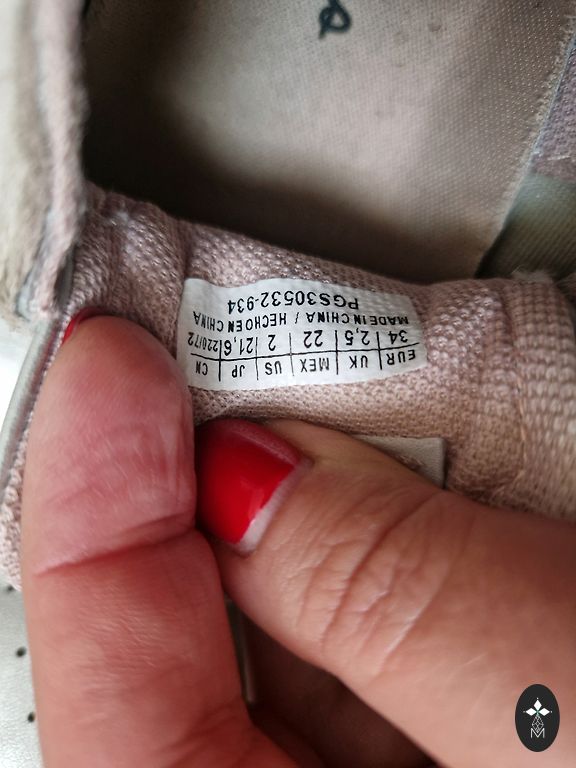 EUR | UK | MEX | US | JP | CN
34 | 2,5 | 22 | 2 | 21,6 | 220/72
MADE IN CHINA / HECHO EN CHINA
PGS30532-934
M